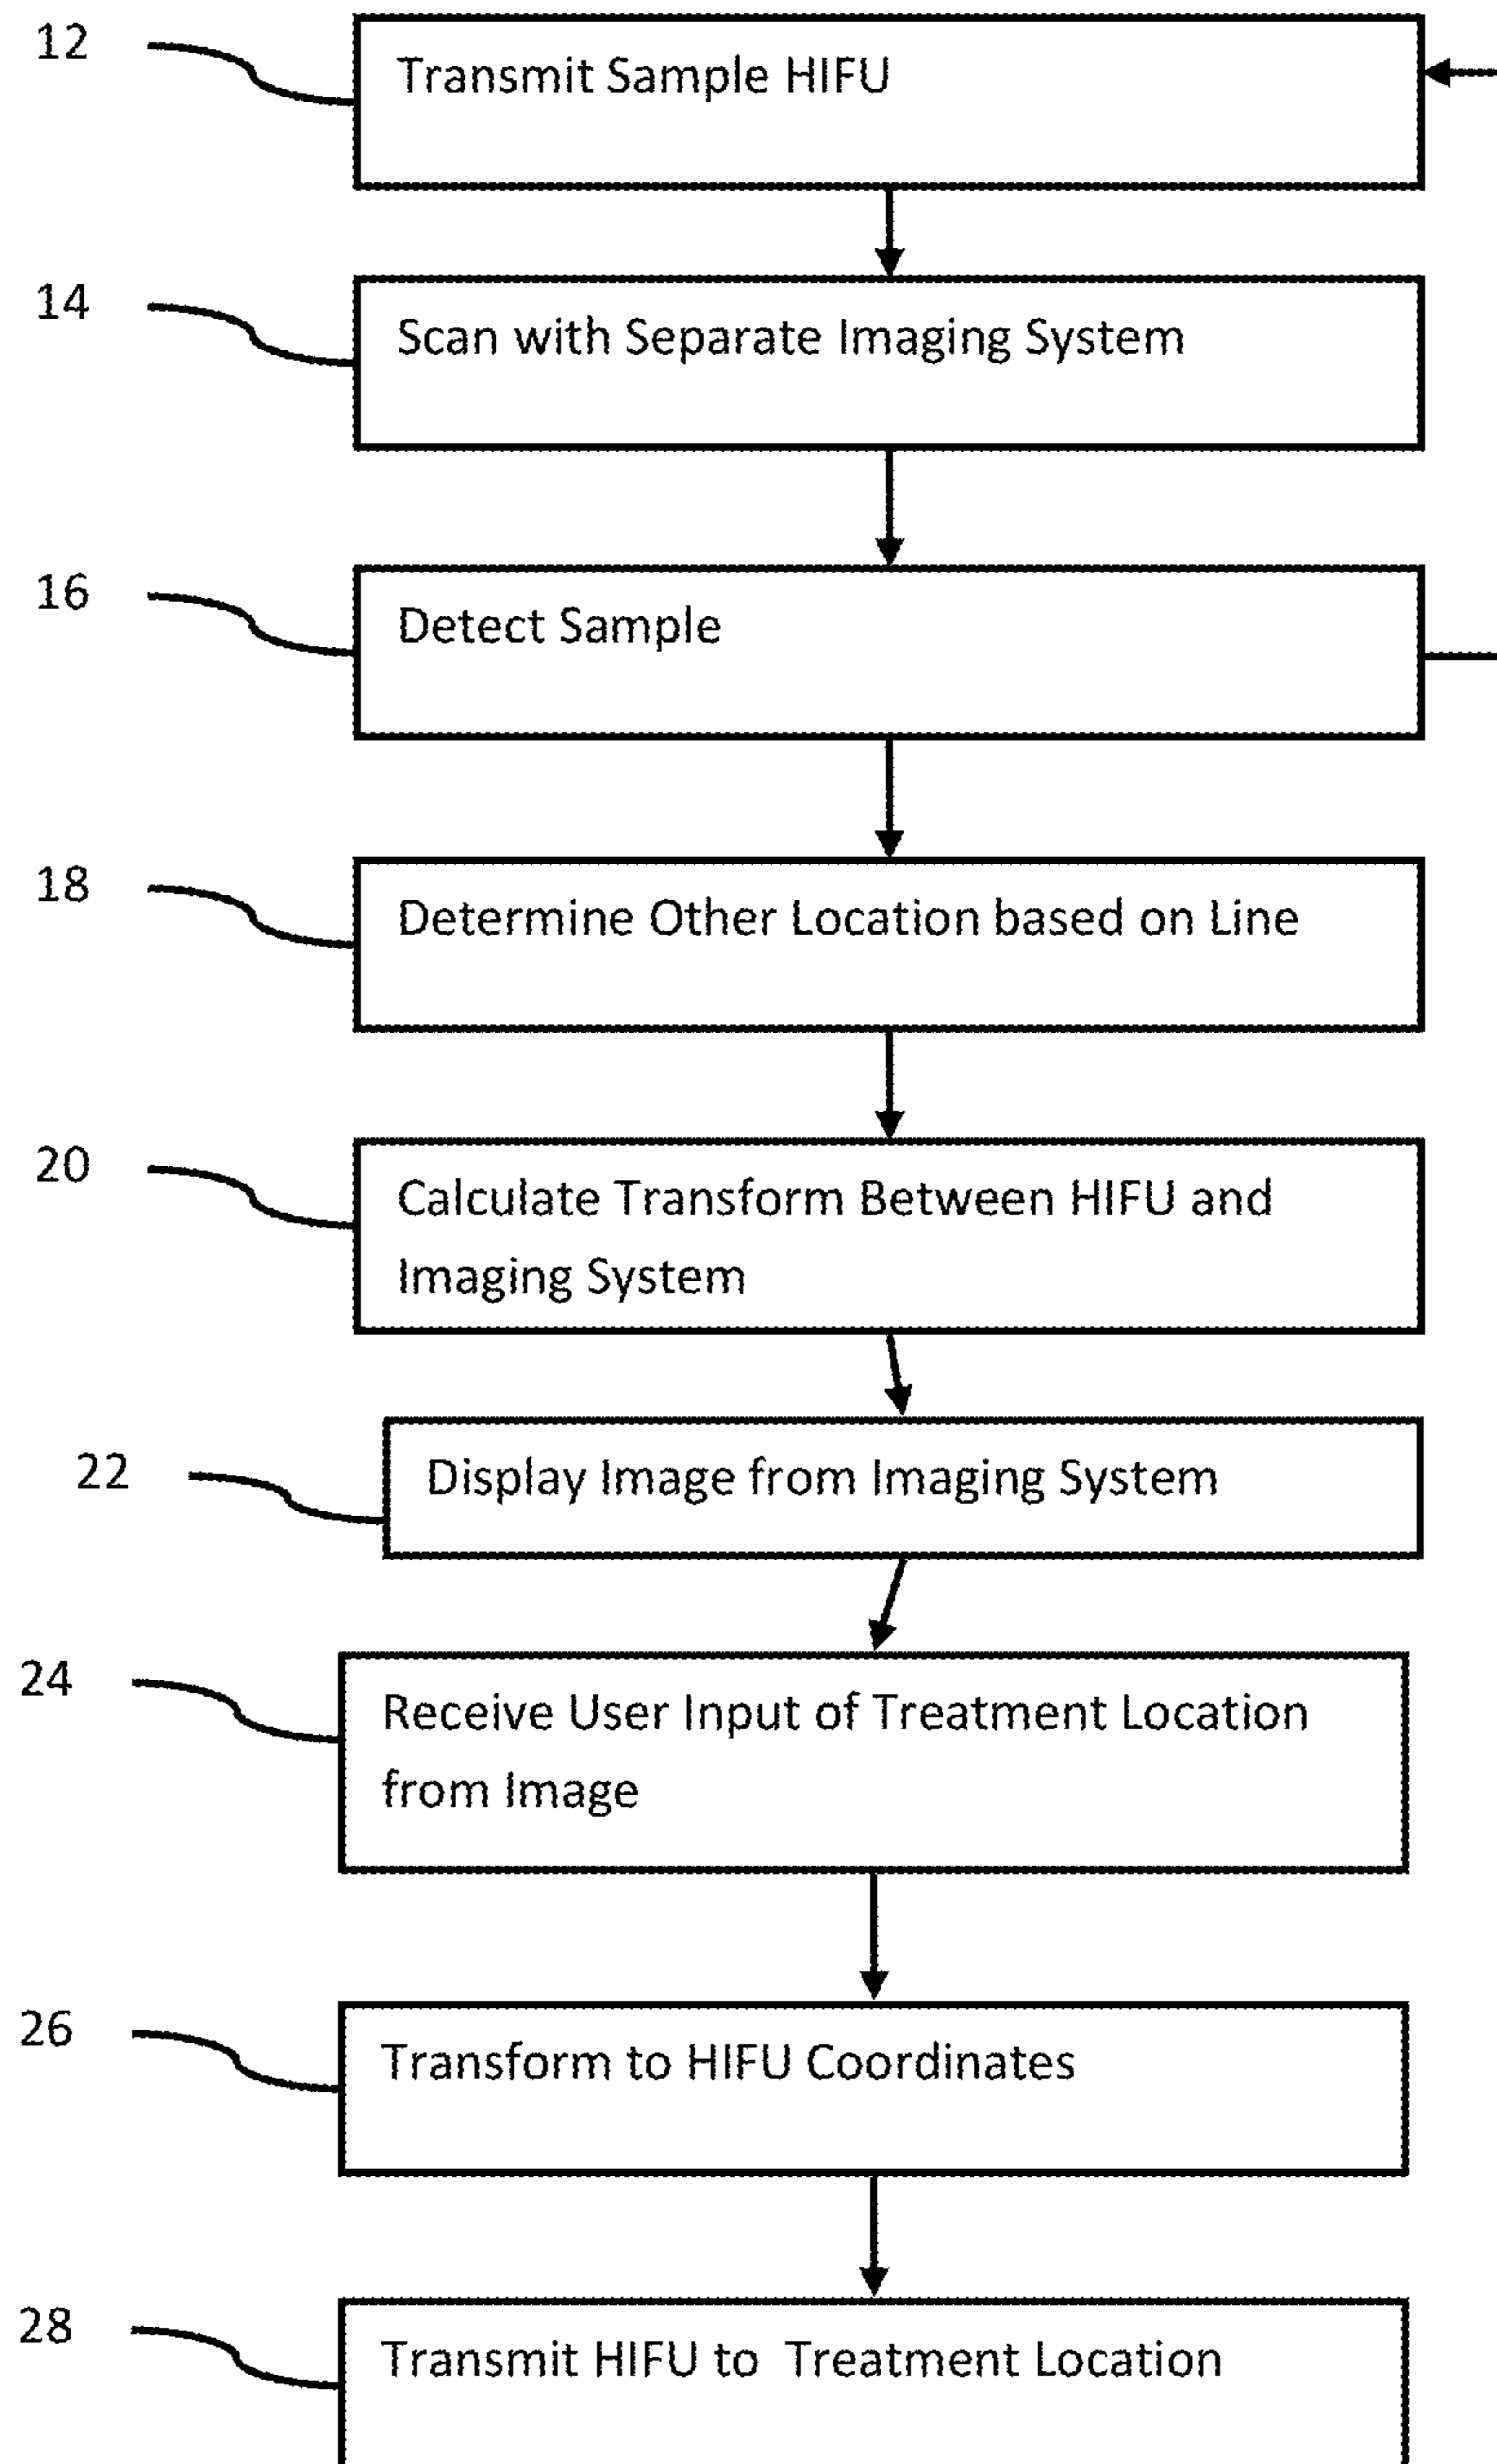 12
Transmit Sample HIFU
14
Scan with Separate Imaging System
16
Detect Sample
18
Determine Other Location based on Line
20
Calculate Transform Between HIFU and
Imaging System
22
Display Image from Imaging System
24
Receive User Input of Treatment Location
from Image
26
Transform to HIFU Coordinates
28
Transmit HIFU to Treatment Location